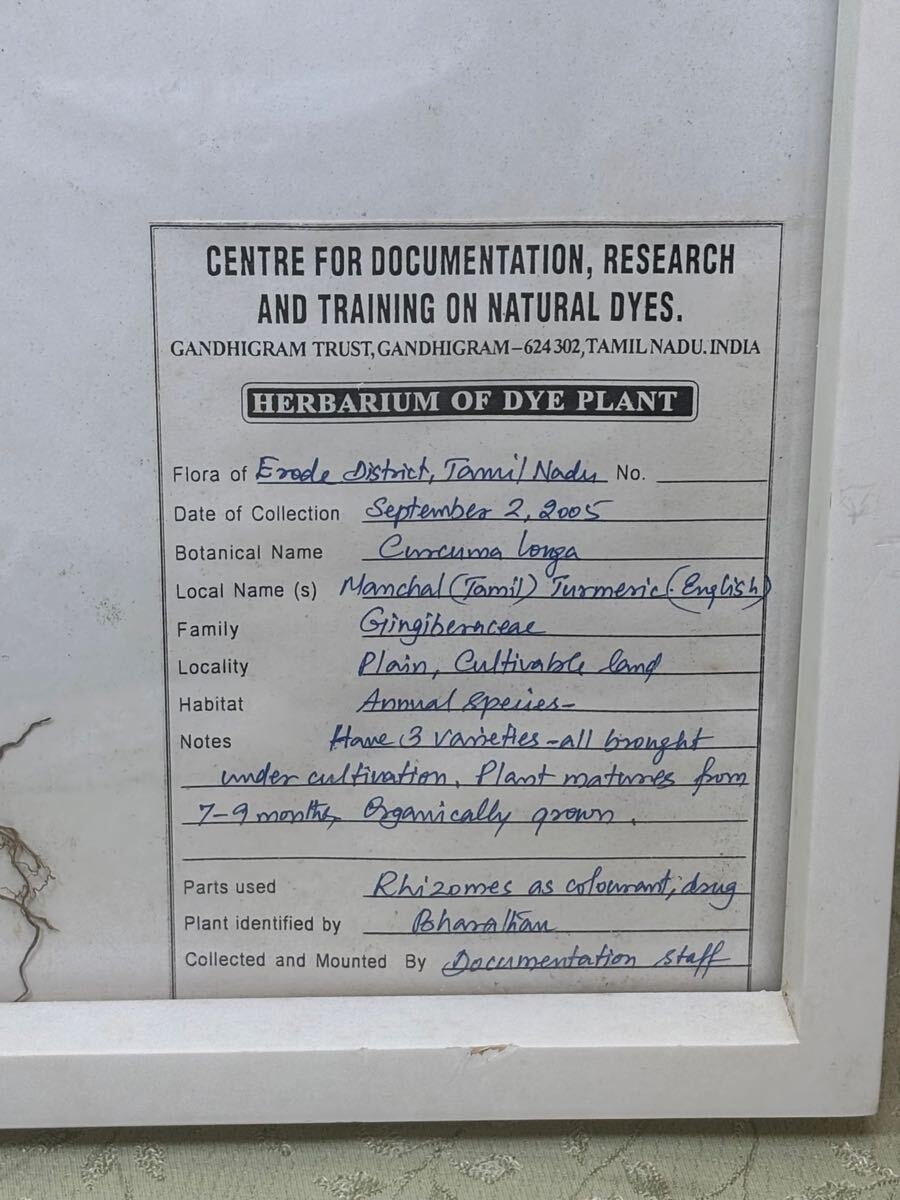 CENTRE FOR DOCUMENTATION, RESEARCH
AND TRAINING ON NATURAL DYES.
GANDHIGRAM TRUST, GANDHIGRAM–624 302, TAMIL NADU. INDIA
HERBARIUM OF DYE PLANT
Flora of Erode District, Tamil Nadu No.
Date of Collection September 2, 2005
Botanical Name Curcuma longa
Local Name (s) Manchal (Tamil) Turmeric (English)
Family Gingiberaceae
Locality Plain, Cultivable land
Habitat Annual species-
Notes Have 3 varieties - all brought
under cultivation. Plant matures from
7-9 months, Organically grown.
Parts used Rhizomes as colourant, drug
Plant identified by
Collected and Mounted By Documentation staff